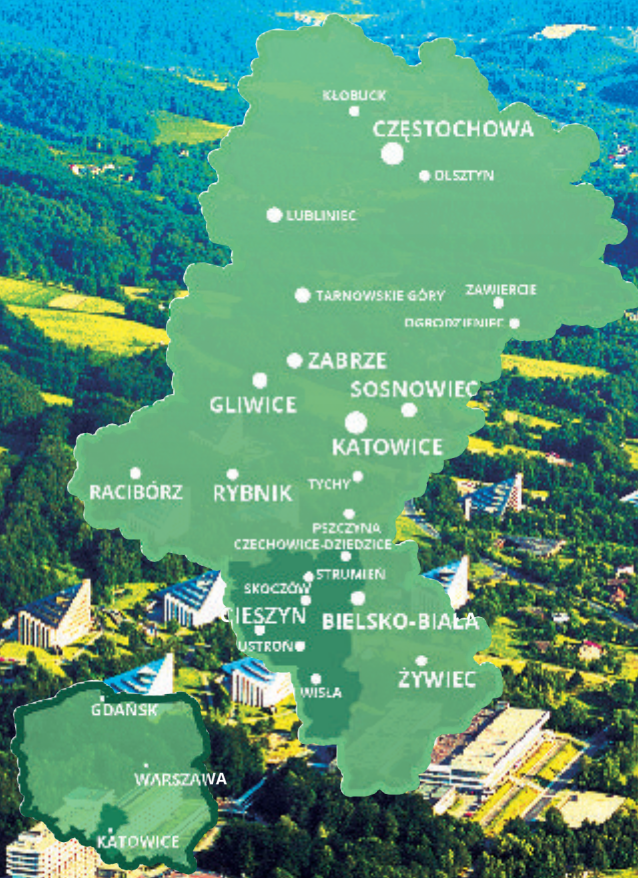 KŁOBUCK
CZĘSTOCHOWA
OLSZTYN
LUBLINIEC
TARNOWSKIE GÓRY
ZAWIERCIE
OGRODZIENIEC
ZABRZE
SOSNOWIEC
GLIWICE
KATOWICE
TYCHY
RACIBÓRZ
RYBNIK
PSZCZYNA
CZECHOWICE-DZIEDZICE
STRUMIEŃ
SKOCZÓW
CIESZYN
BIELSKO-BIAŁA
USTROŃ
ŻYWIEC
WISŁA
GDAŃSK
WARSZAWA
KATOWICE